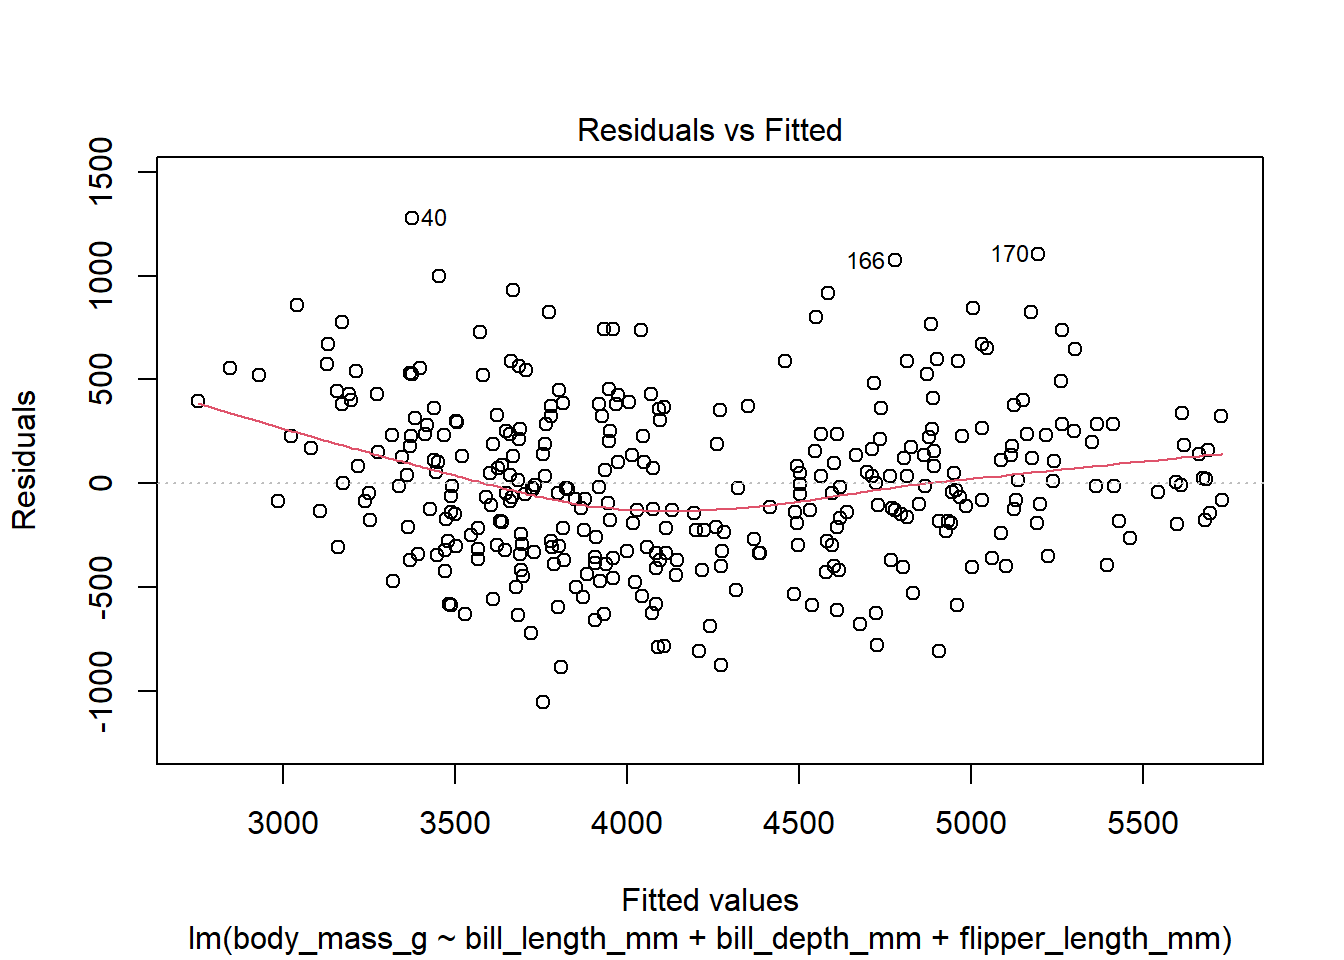 Residuals vs Fitted
1500
1000
500
0
-500
-1000
Residuals
40
166
170
3000 3500 4000 4500 5000 5500
Fitted values
lm(body_mass_g ~ bill_length_mm + bill_depth_mm + flipper_length_mm)